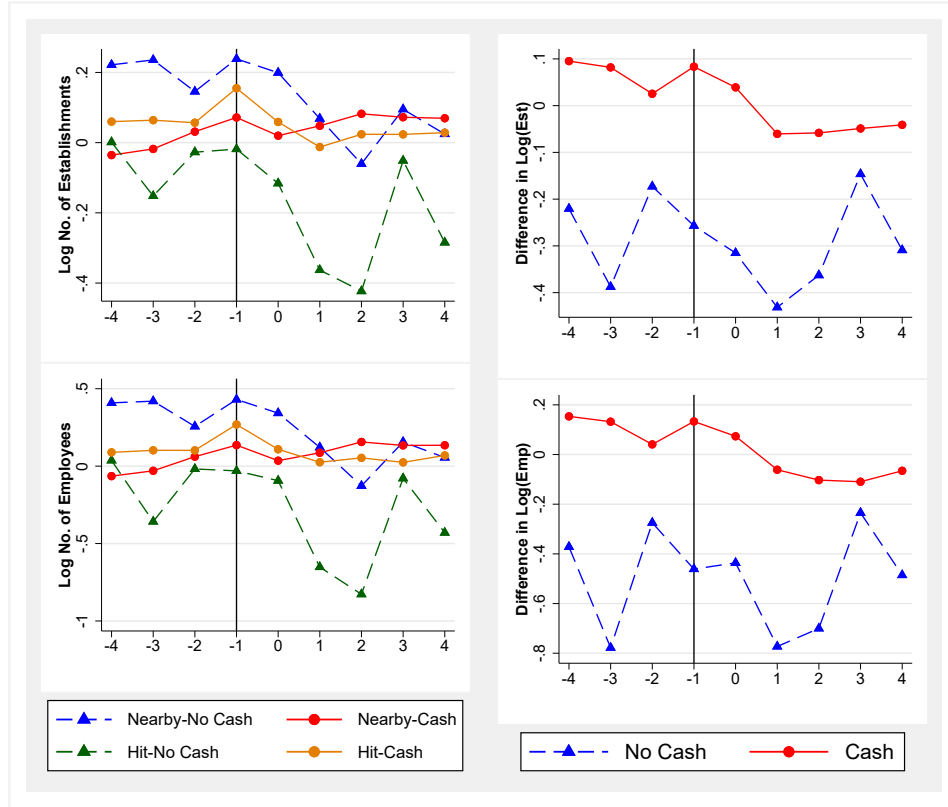 Log No. of Establishments
.2
0
-.2
-.4
-4 -3 -2 -1 0 1 2 3 4
Log No. of Employees
.5
0
-.5
-1
-4 -3 -2 -1 0 1 2 3 4
Nearby-No Cash Nearby-Cash
Hit-No Cash Hit-Cash
Difference in Log(Est)
.1
0
-.1
-.2
-.3
-.4
-4 -3 -2 -1 0 1 2 3 4
Difference in Log(Emp)
.2
0
-.2
-.4
-.6
-.8
-4 -3 -2 -1 0 1 2 3 4
No Cash Cash